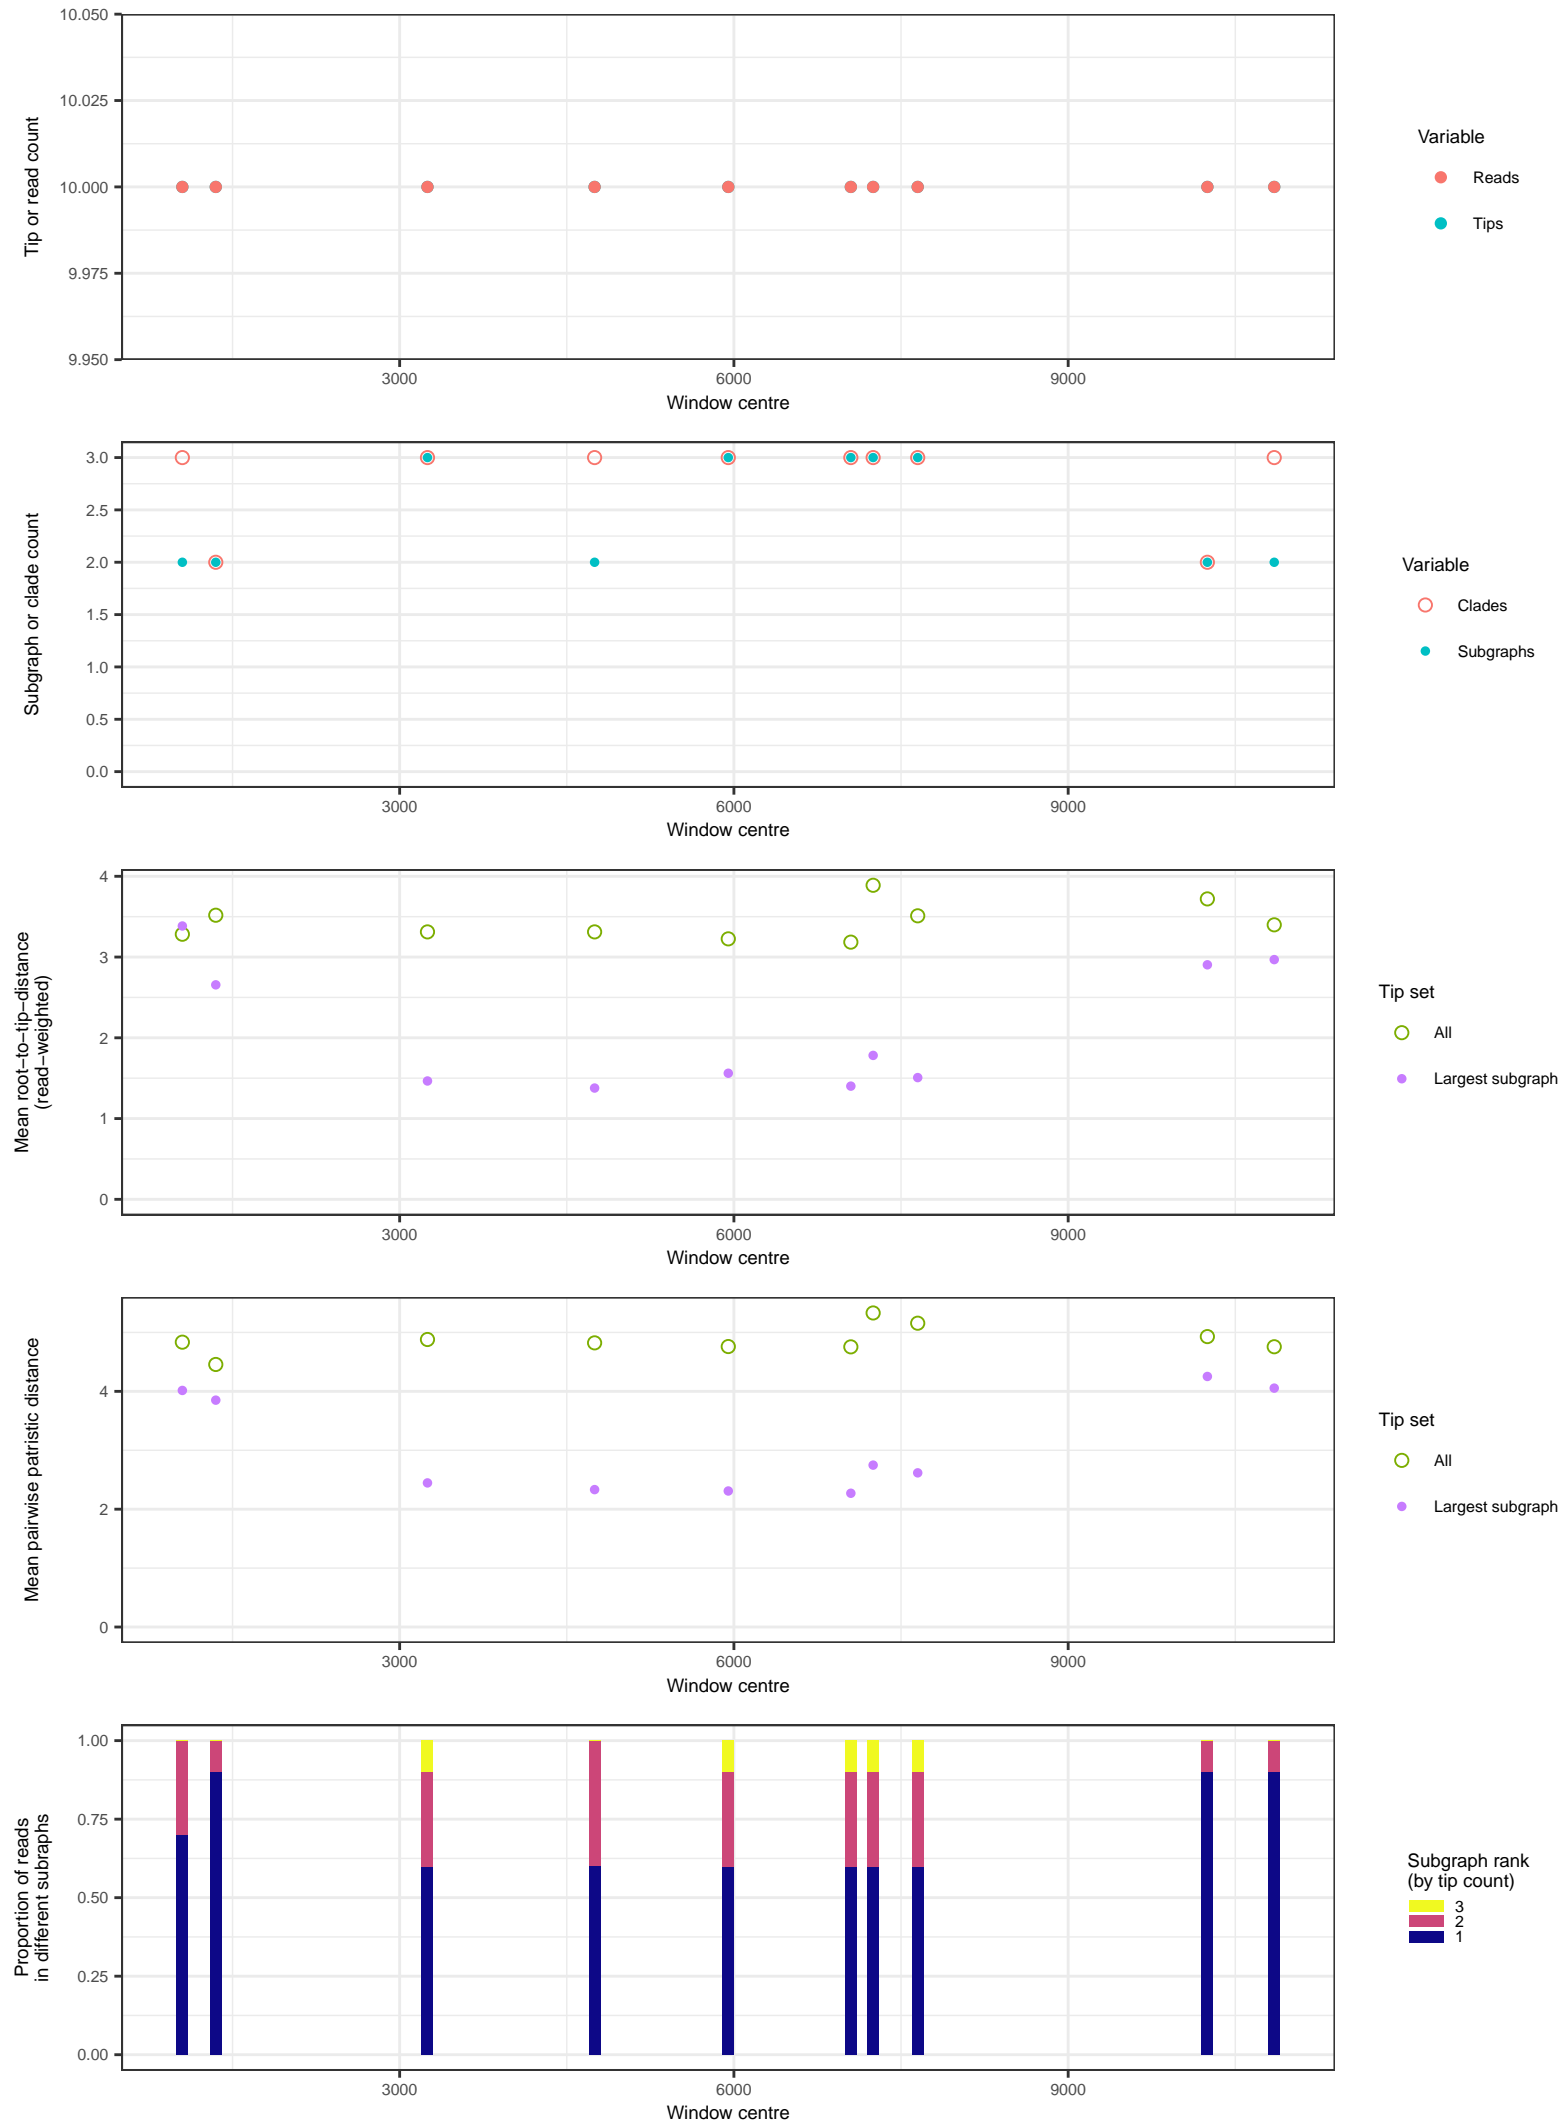 10.050
10.025
10.000
9.975
9.950
Tip or read count
3000
6000
9000
Window centre
Variable
Reads
Tips
3.0
2.5
2.0
1.5
1.0
0.5
0.0
Subgraph or clade count
3000
6000
9000
Window centre
Variable
Clades
Subgraphs
4
3
2
1
0
Mean root−to−tip−distance
(read−weighted)
3000
6000
9000
Window centre
Tip set
All
Largest subgraph
4
2
0
Mean pairwise patristic distance
3000
6000
9000
Window centre
Tip set
All
Largest subgraph
1.00
0.75
0.50
0.25
0.00
Proportion of reads
in different subraphs
3000
6000
9000
Window centre
Subgraph rank
(by tip count)
3
2
1